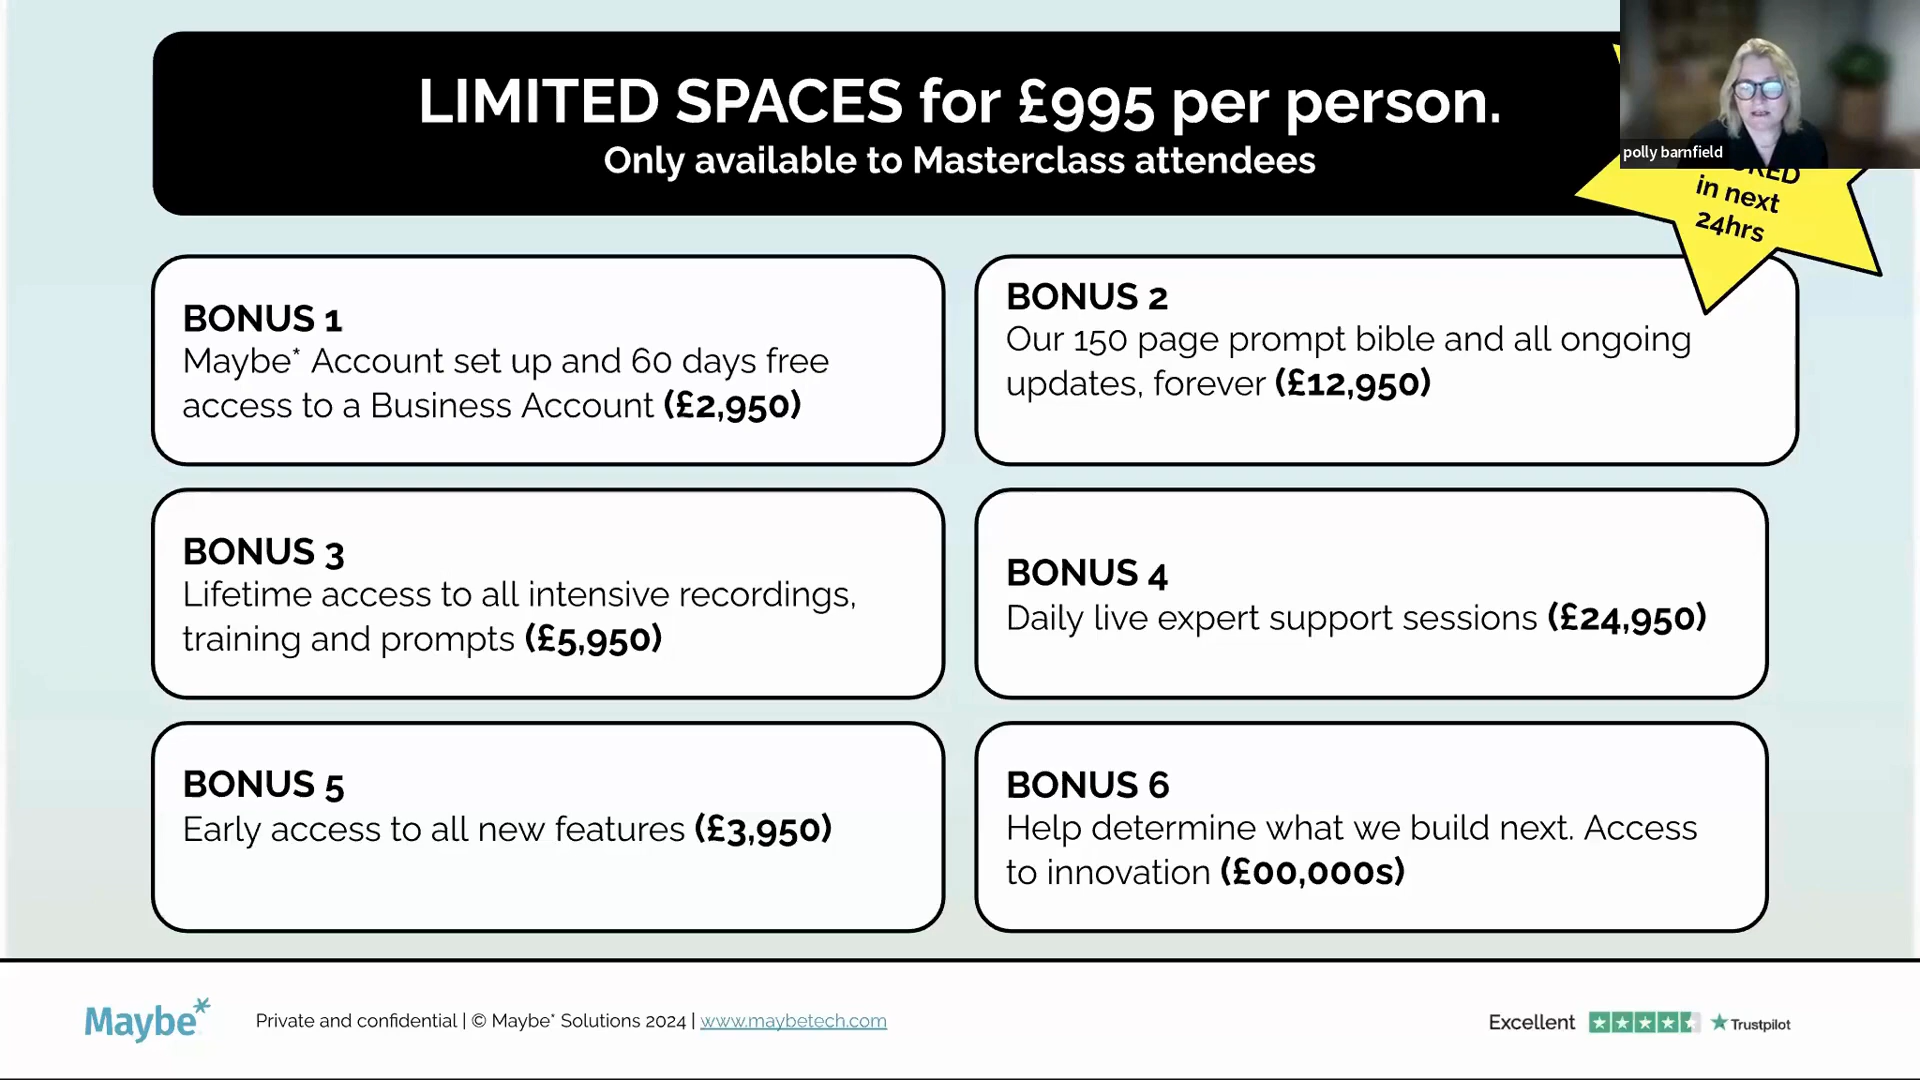 LIMITED SPACES for £995 per person.
Only available to Masterclass attendees
polly barnfield
in next
24hrs
BONUS 1
Maybe* Account set up and 60 days free
access to a Business Account (£2,950)
BONUS 2
Our 150 page prompt bible and all ongoing
updates, forever (£12,950)
BONUS 3
Lifetime access to all intensive recordings,
training and prompts (£5,950)
BONUS 4
Daily live expert support sessions (£24,950)
BONUS 5
Early access to all new features (£3,950)
BONUS 6
Help determine what we build next. Access
to innovation (£00,000s)
Maybe*
Private and confidential | © Maybe* Solutions 2024 | www.maybetech.com
Excellent
Trustpilot